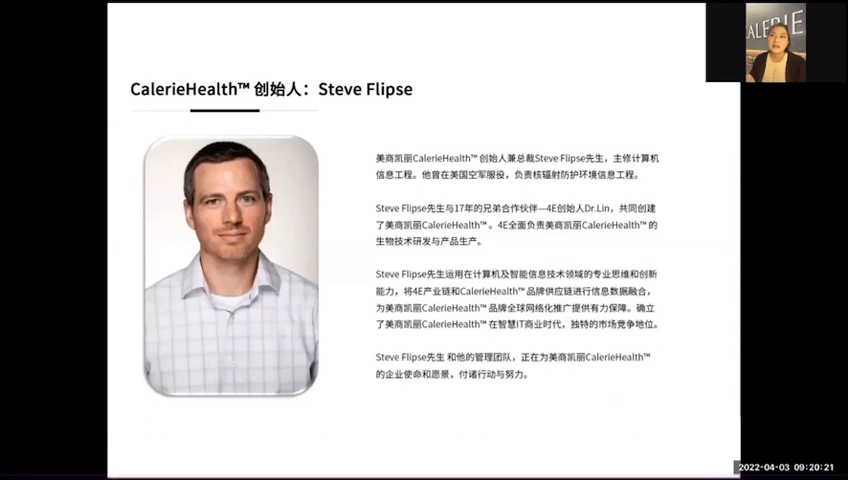 CALERIE
CalerieHealth™ 创始人：Steve Flipse
美商凯丽CalerieHealth™ 创始人兼总裁Steve Flipse先生，主修计算机
信息工程。他曾在美国空军服役，负责核辐射防护环境信息工程。
Steve Flipse先生与17年的兄弟合作伙伴—4E创始人Dr.Lin，共同创建
了美商凯丽CalerieHealth™ 。4E全面负责美商凯丽CalerieHealth™ 的
生物技术研发与产品生产。
Steve Flipse先生运用在计算机及智能信息技术领域的专业思维和创新
能力，将4E产业链和CalerieHealth™ 品牌供应链进行信息数据融合，
为美商凯丽CalerieHealth™ 品牌全球网络化推广提供有力保障。确立
了美商凯丽CalerieHealth™ 在智慧IT商业时代，独特的市场竞争地位。
Steve Flipse先生 和他的管理团队，正在为美商凯丽CalerieHealth™
的企业使命和愿景，付诸行动与努力。
2022-04-03 09:20:21